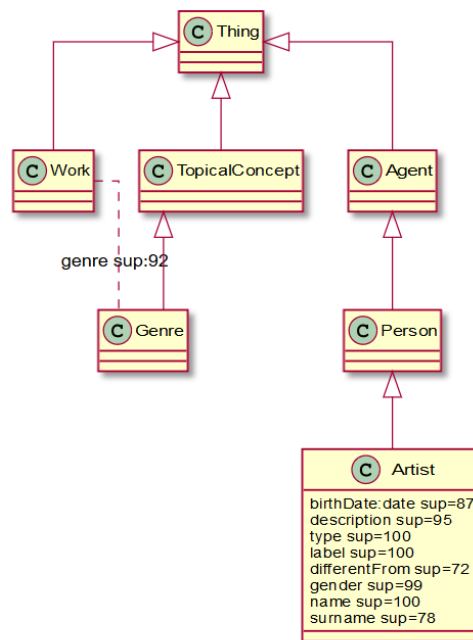 C Thing
C Work
C TopicalConcept
C Agent
genre sup:92
C Genre
C Person
C Artist
birthDate:date sup=87
description sup=95
type sup=100
label sup=100
differentFrom sup=72
gender sup=99
name sup=100
surname sup=78